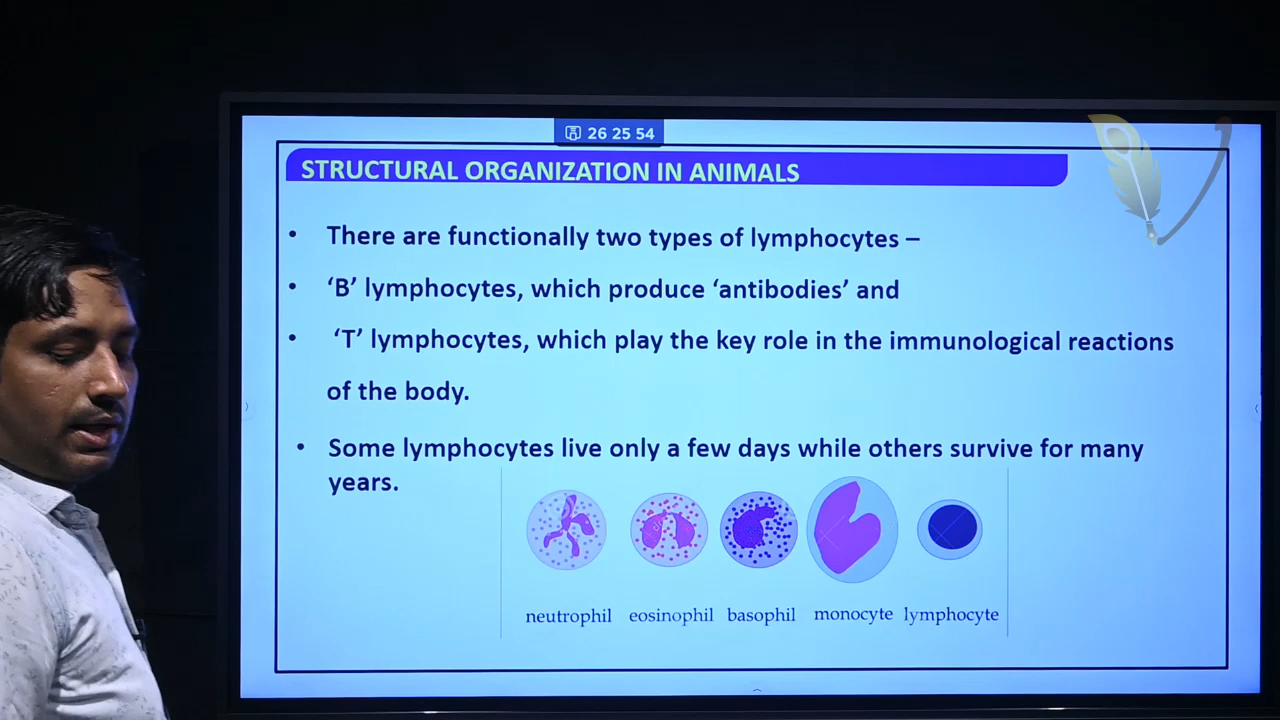 26 25 54
STRUCTURAL ORGANIZATION IN ANIMALS
• There are functionally two types of lymphocytes –
• ‘B’ lymphocytes, which produce ‘antibodies’ and
• ‘T’ lymphocytes, which play the key role in the immunological reactions
of the body.
• Some lymphocytes live only a few days while others survive for many
years.
neutrophil eosinophil basophil monocyte lymphocyte